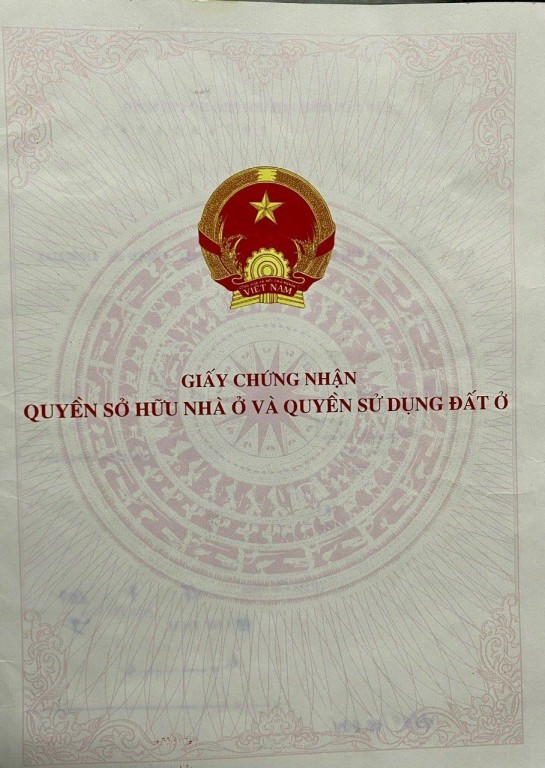 VIỆT NAM
GIẤY CHỨNG NHẬN
QUYỀN SỞ HỮU NHÀ Ở VÀ QUYỀN SỬ DỤNG ĐẤT Ở